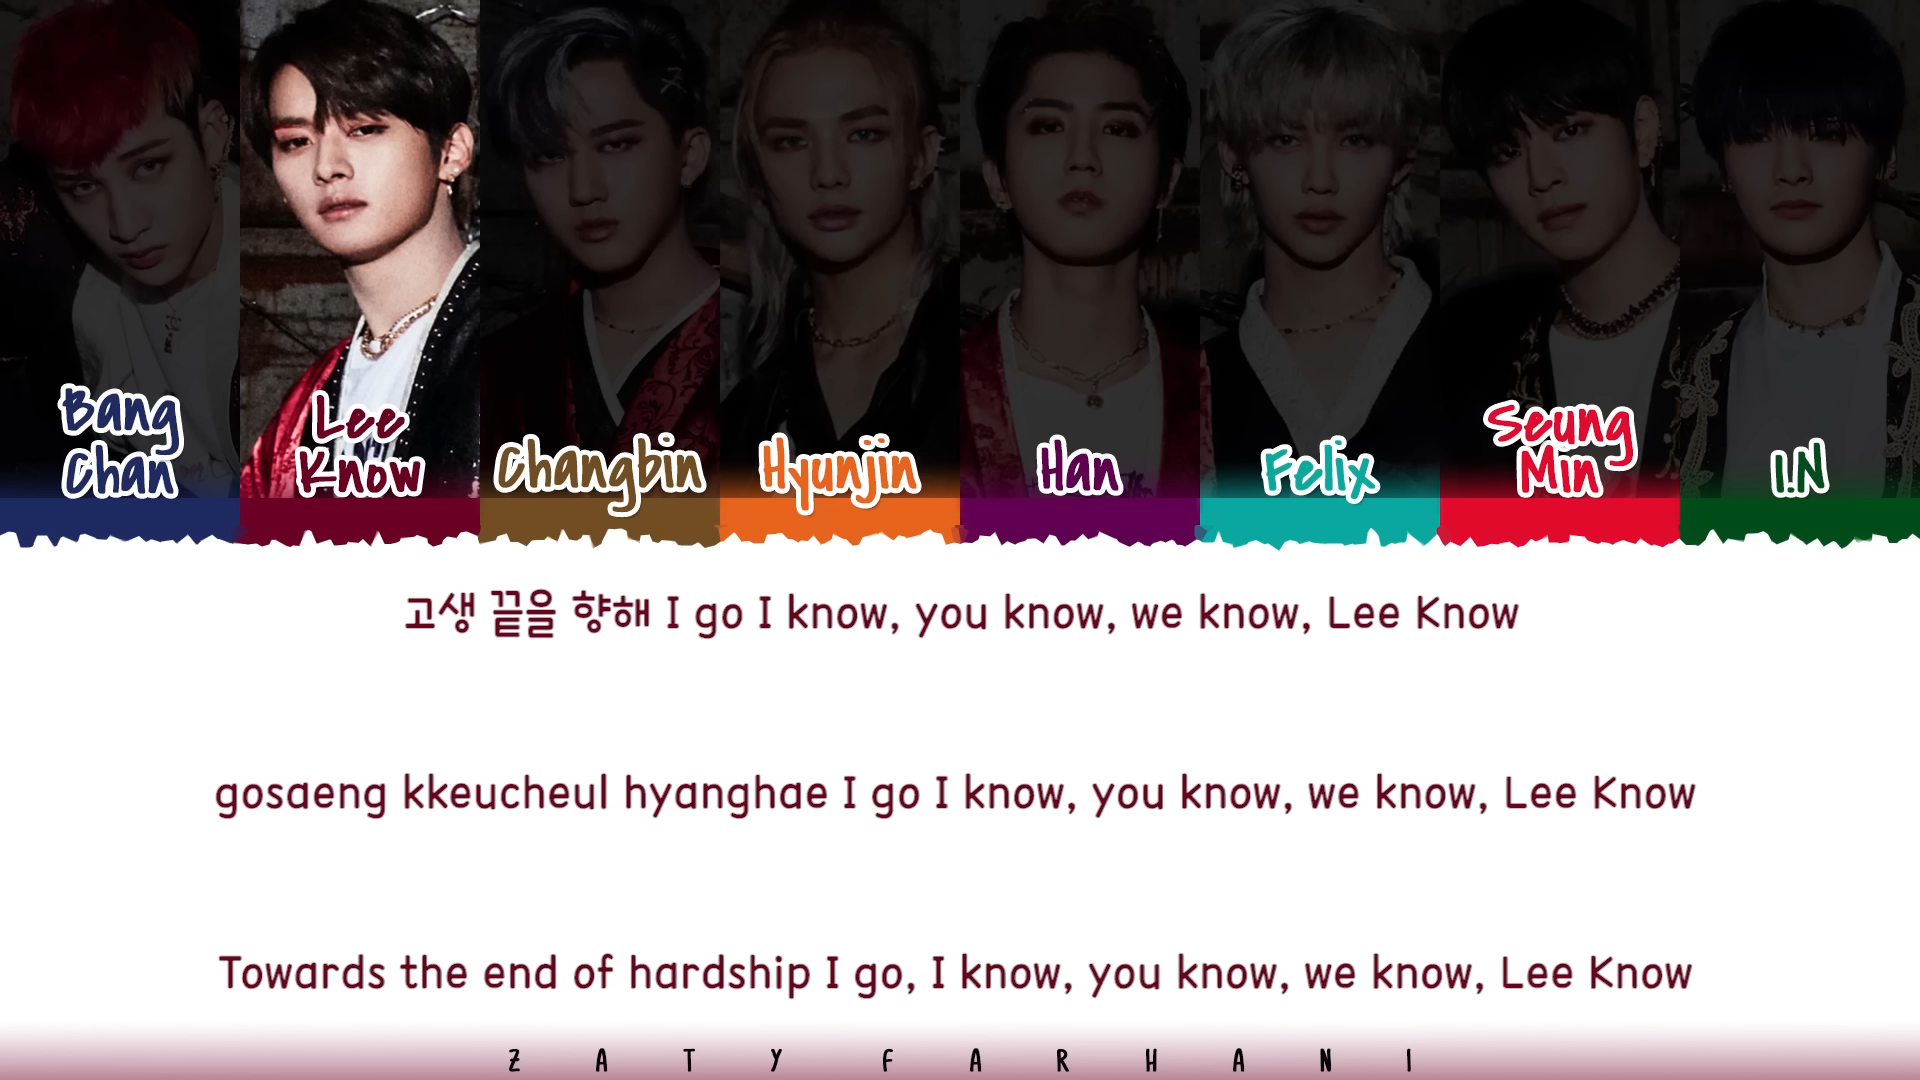 Bang
Chan
Lee
Know
Changbin
Hyunjin
Han
Felix
Seung
Min
I.N
고생 끝을 향해 I go I know, you know, we know, Lee Know
gosaeng kkeucheul hyanghae I go I know, you know, we know, Lee Know
Towards the end of hardship I go, I know, you know, we know, Lee Know
ZATY FARHANI